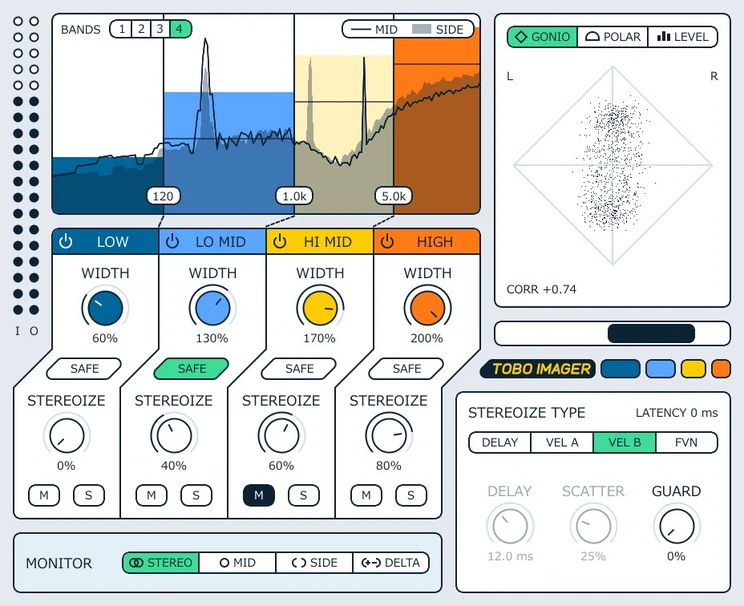 BANDS 1 2 3 4
MID SIDE
120 1.0k 5.0k
LOW LO MID HI MID HIGH
WIDTH WIDTH WIDTH WIDTH
60% 130% 170% 200%
I O
SAFE SAFE SAFE SAFE
STEREOIZE STEREOIZE STEREOIZE STEREOIZE
0% 40% 60% 80%
M S M S M S M S
MONITOR STEREO MID SIDE DELTA
GONIO POLAR LEVEL
L R
CORR +0.74
TOBO IMAGER
STEREOIZE TYPE LATENCY 0 ms
DELAY VEL A VEL B FVN
DELAY SCATTER GUARD
12.0 ms 25% 0%